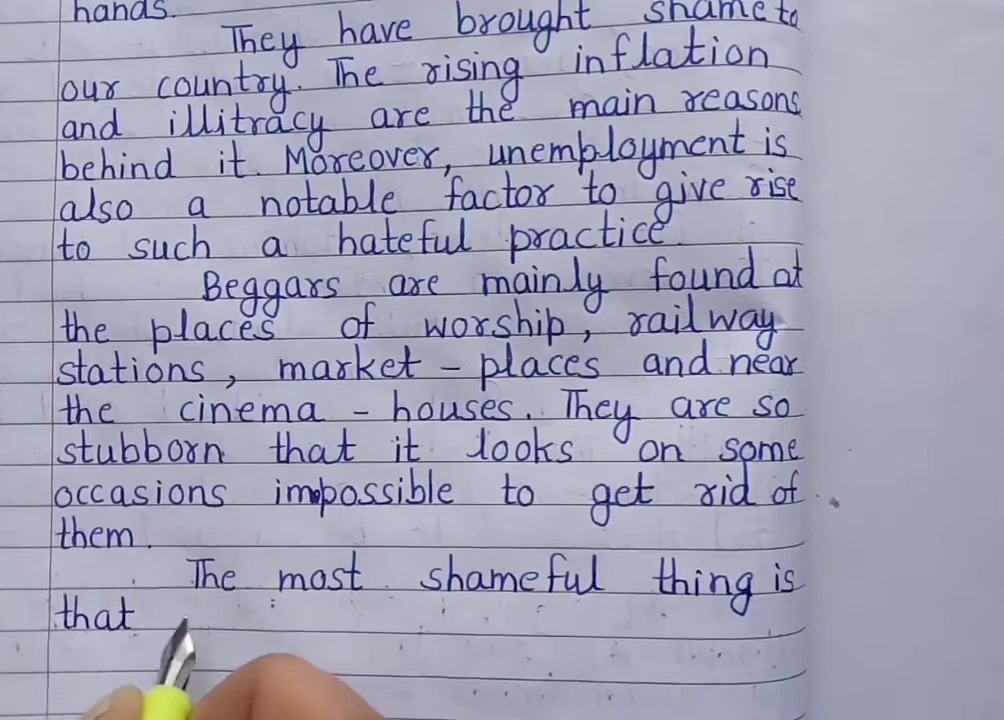 hands.
They have brought shame to
our country. The rising inflation
and illitracy are the main reasons
behind it. Moreover, unemployment is
also a notable factor to give rise
to such a hateful practice.
Beggars are mainly found at
the places of worship, railway
stations, market - places and near
the cinema - houses. They are so
stubborn that it looks on some
occasions impossible to get rid of
them.
The most shameful thing is
that